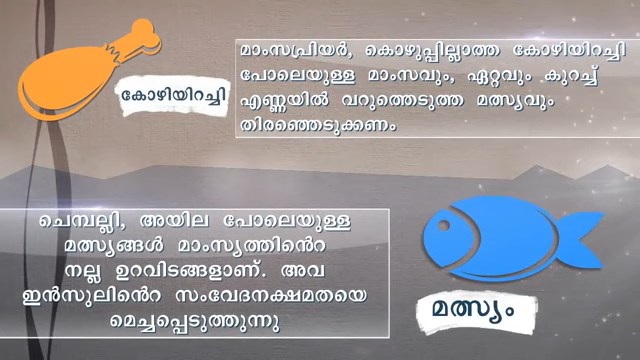 കോഴിയിറച്ചി
മാംസപ്രിയർ, കൊഴുപ്പില്ലാത്ത കോഴിയിറച്ചി
പോലെയുള്ള മാംസവും, ഏറ്റവും കുറച്ച്
എണ്ണയിൽ വറുത്തെടുത്ത മത്സ്യവും
തിരഞ്ഞെടുക്കണം
ചെമ്പല്ലി, അയില പോലെയുള്ള
മത്സ്യങ്ങൾ മാംസ്യത്തിൻെറ
നല്ല ഉറവിടങ്ങളാണ്. അവ
ഇൻസുലിൻെറ സംവേദനക്ഷമതയെ
മെച്ചപ്പെടുത്തുന്നു
മത്സ്യം